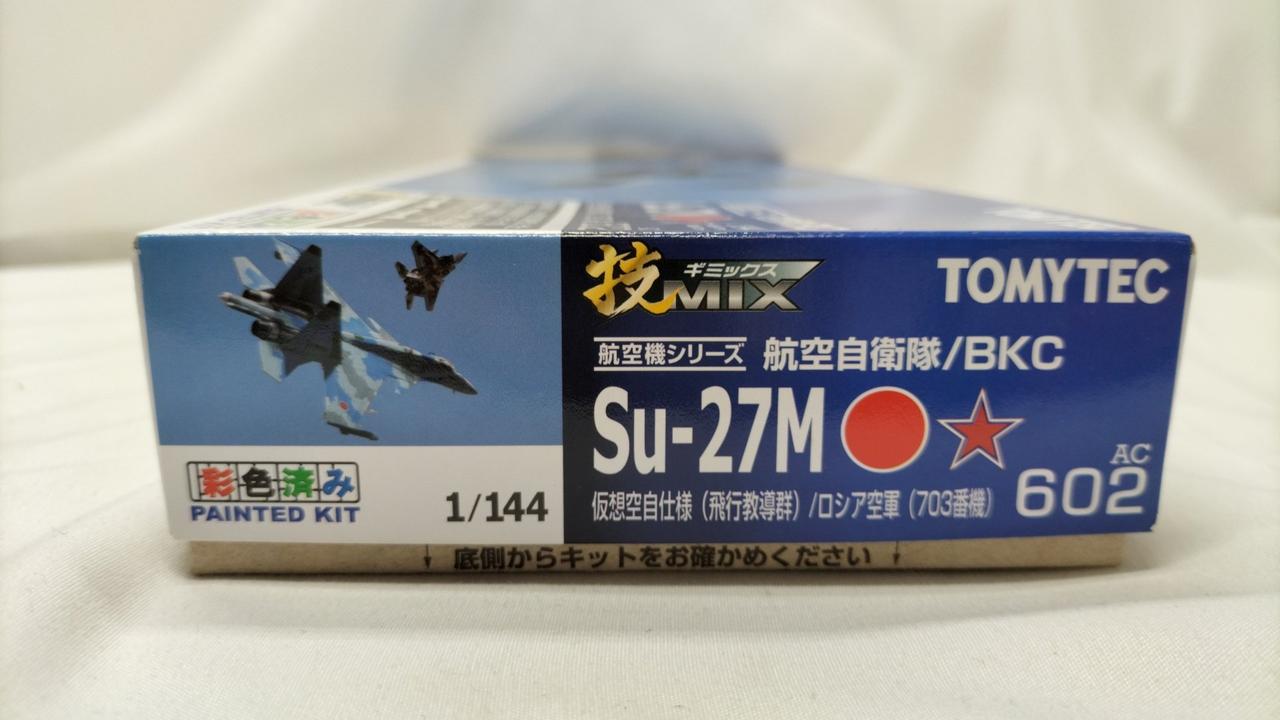 技MIX
ギミックス
TOMYTEC
航空機シリーズ 航空自衛隊/BKC
Su-27M
仮想空自仕様(飛行教導群)/ロシア空軍(703番機)
AC
602
彩色済み
PAINTED KIT
1/144
底側からキットをお確かめください